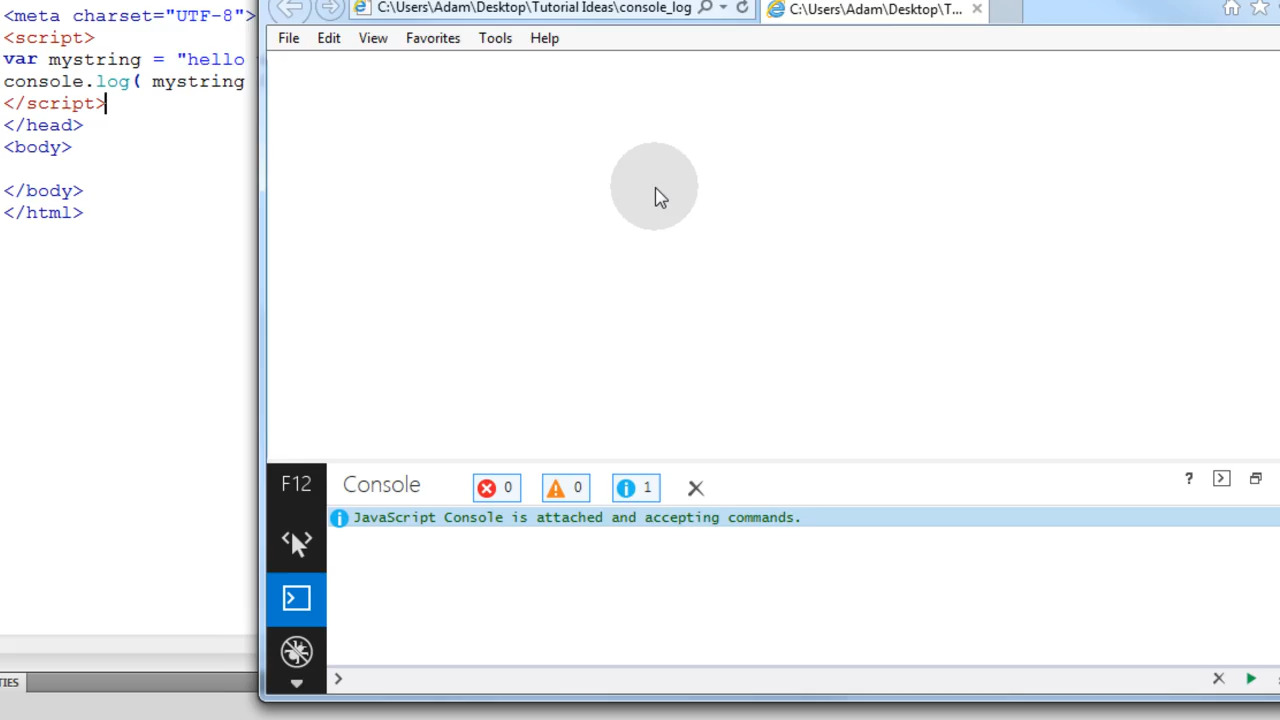 <meta charset="UTF-8">
<script>
var mystring = "hello
console.log( mystring
</script>
</head>
<body>
</body>
</html>
TIES
C:\Users\Adam\Desktop\Tutorial Ideas\console_log
C:\Users\Adam\Desktop\T...
File Edit View Favorites Tools Help
F12 Console 0 0 1 ?
JavaScript Console is attached and accepting commands.